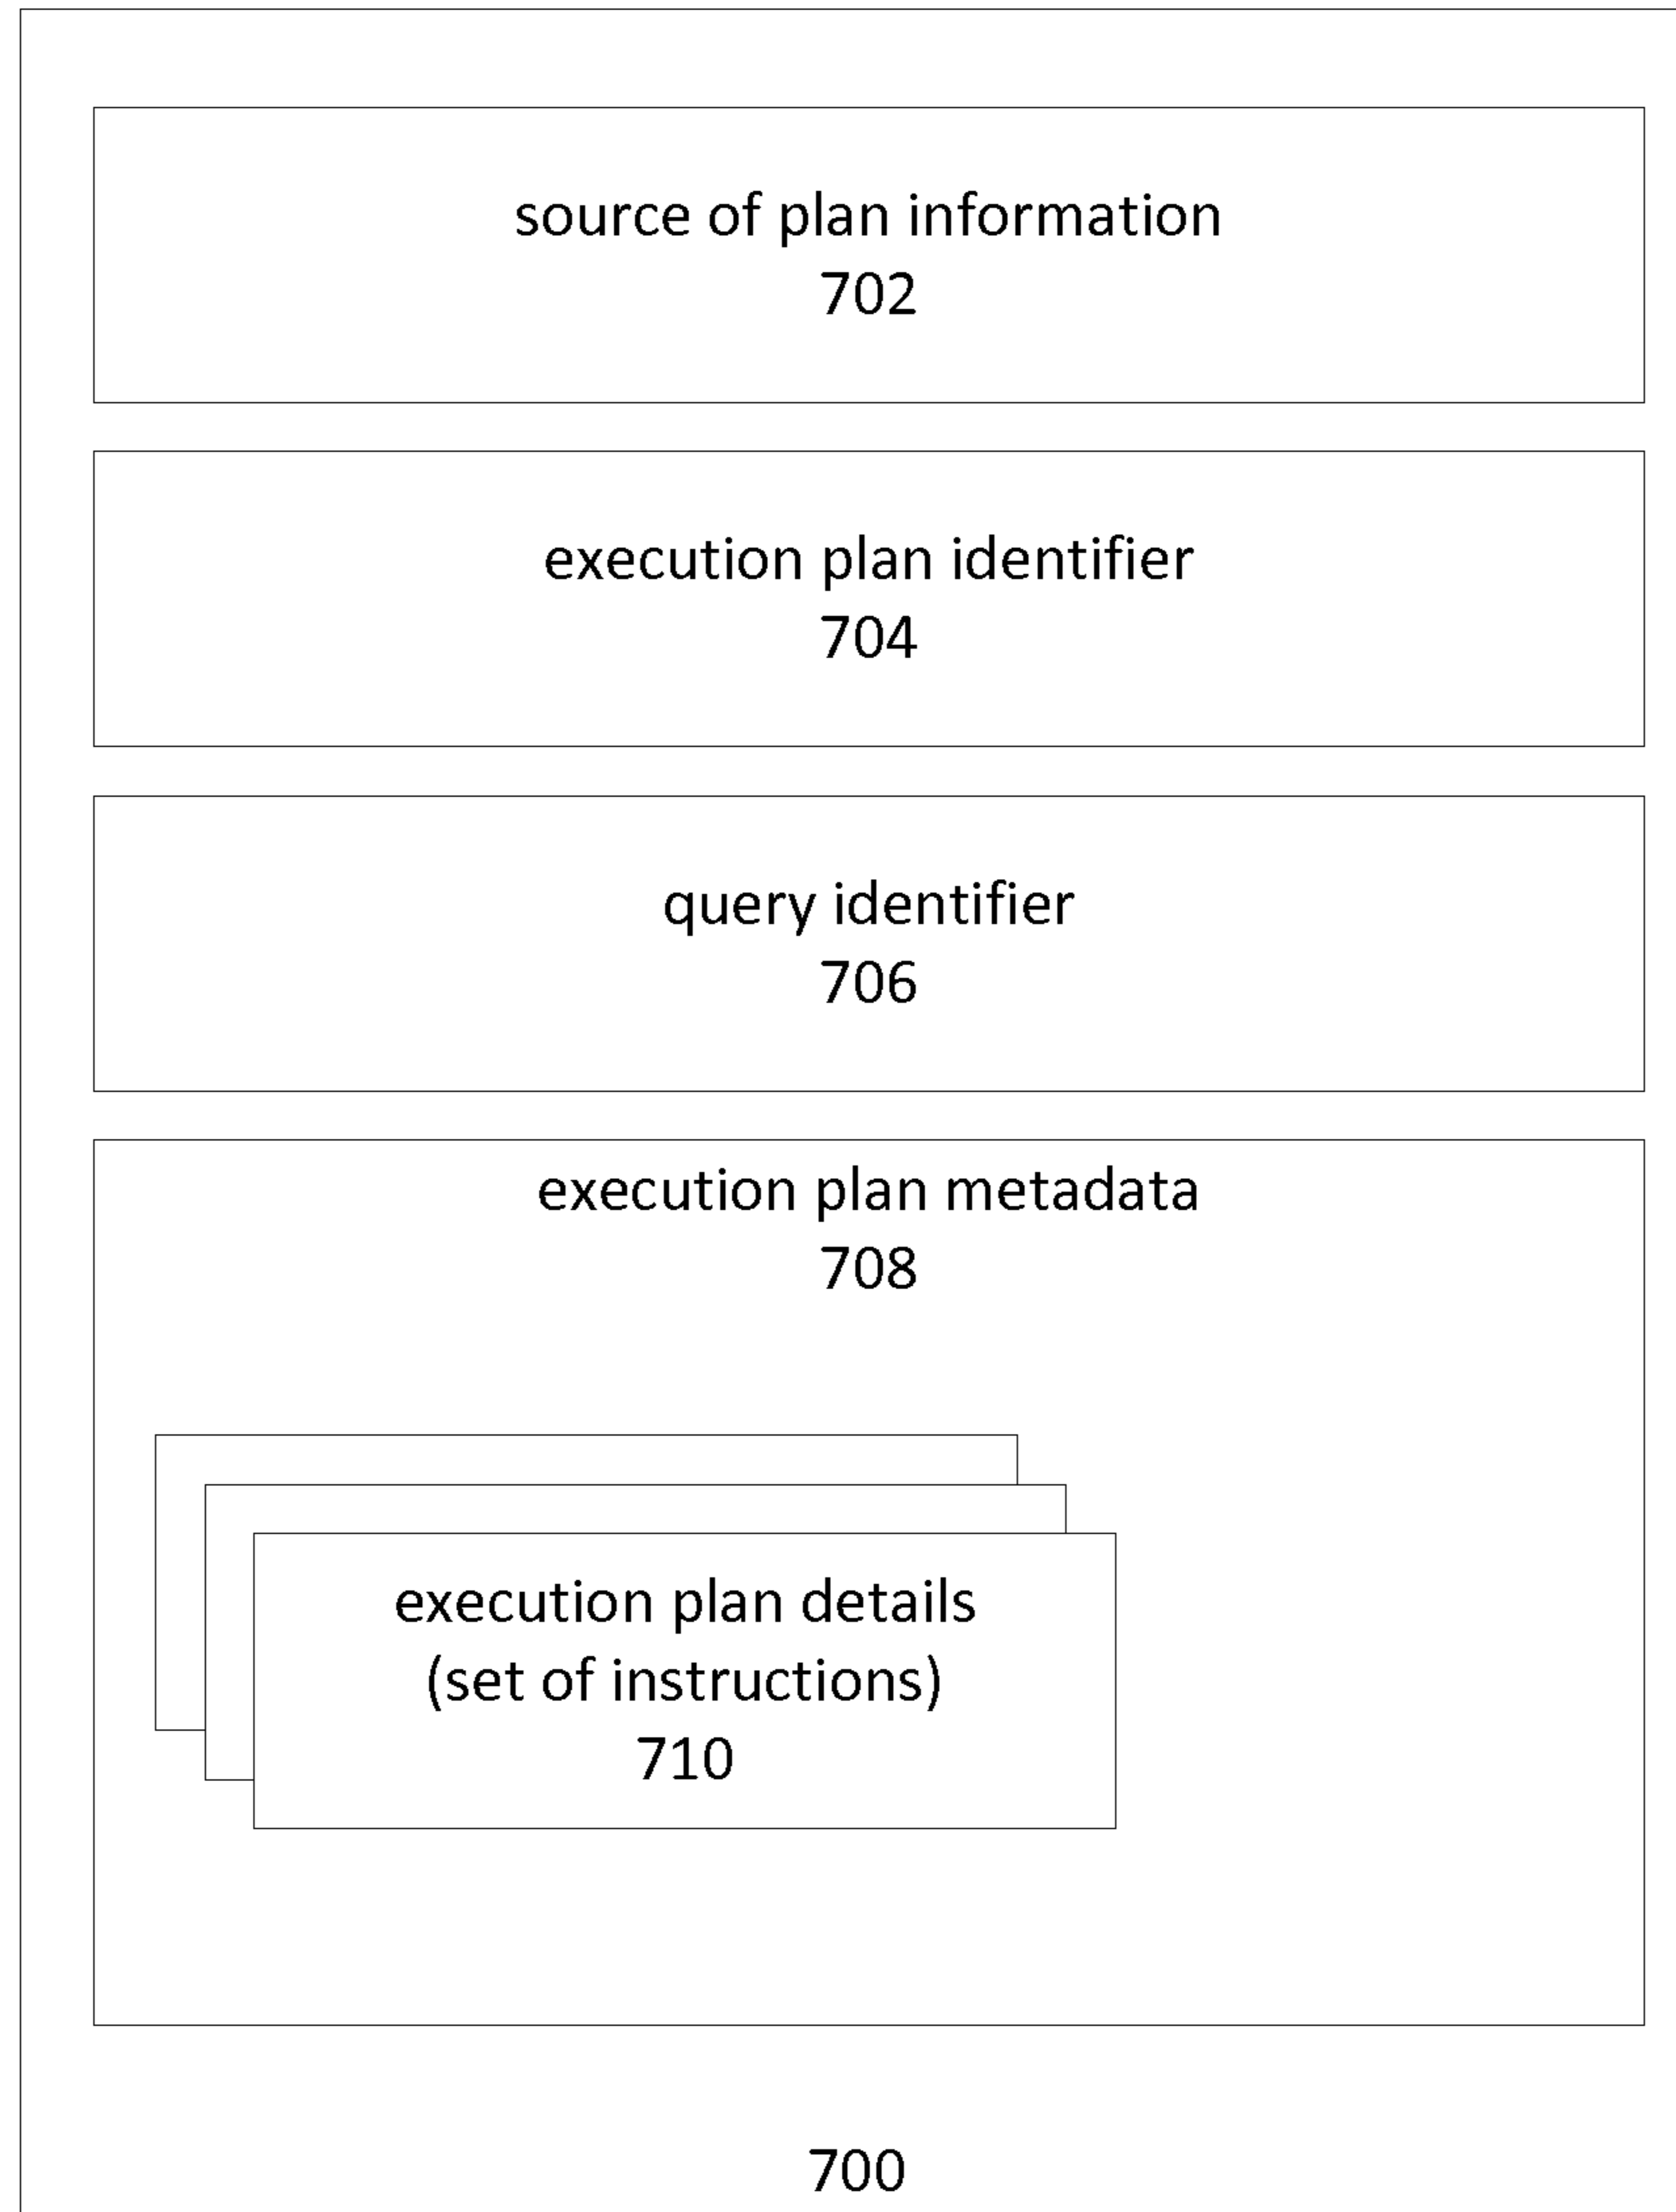 source of plan information
702
execution plan identifier
704
query identifier
706
execution plan metadata
708
execution plan details
(set of instructions)
710
700